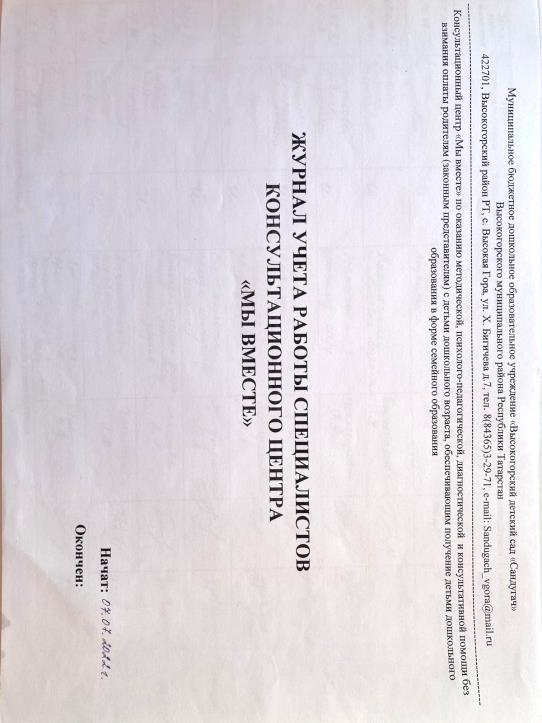 Муниципальное бюджетное дошкольное образовательное учреждение «Высокогорский детский сад «Сандугач»
Высокогорского муниципального района Республики Татарстан
422701, Высокогорский район РТ, с. Высокая Гора, ул. Х. Бигичева д.7, тел. 8(84365)3-29-71, e-mail: Sandugach_vgora@mail.ru
Консультационный центр «Мы вместе» по оказанию методической, психолого-педагогической, диагностической и консультативной помощи без
взимания оплаты родителям (законным представителям) с детьми дошкольного возраста, обеспечивающим получение детьми дошкольного
образования в форме семейного образования
ЖУРНАЛ УЧЕТА РАБОТЫ СПЕЦИАЛИСТОВ
КОНСУЛЬТАЦИОННОГО ЦЕНТРА
«МЫ ВМЕСТЕ»
Начат: 07.07.2022 г.
Окончен: